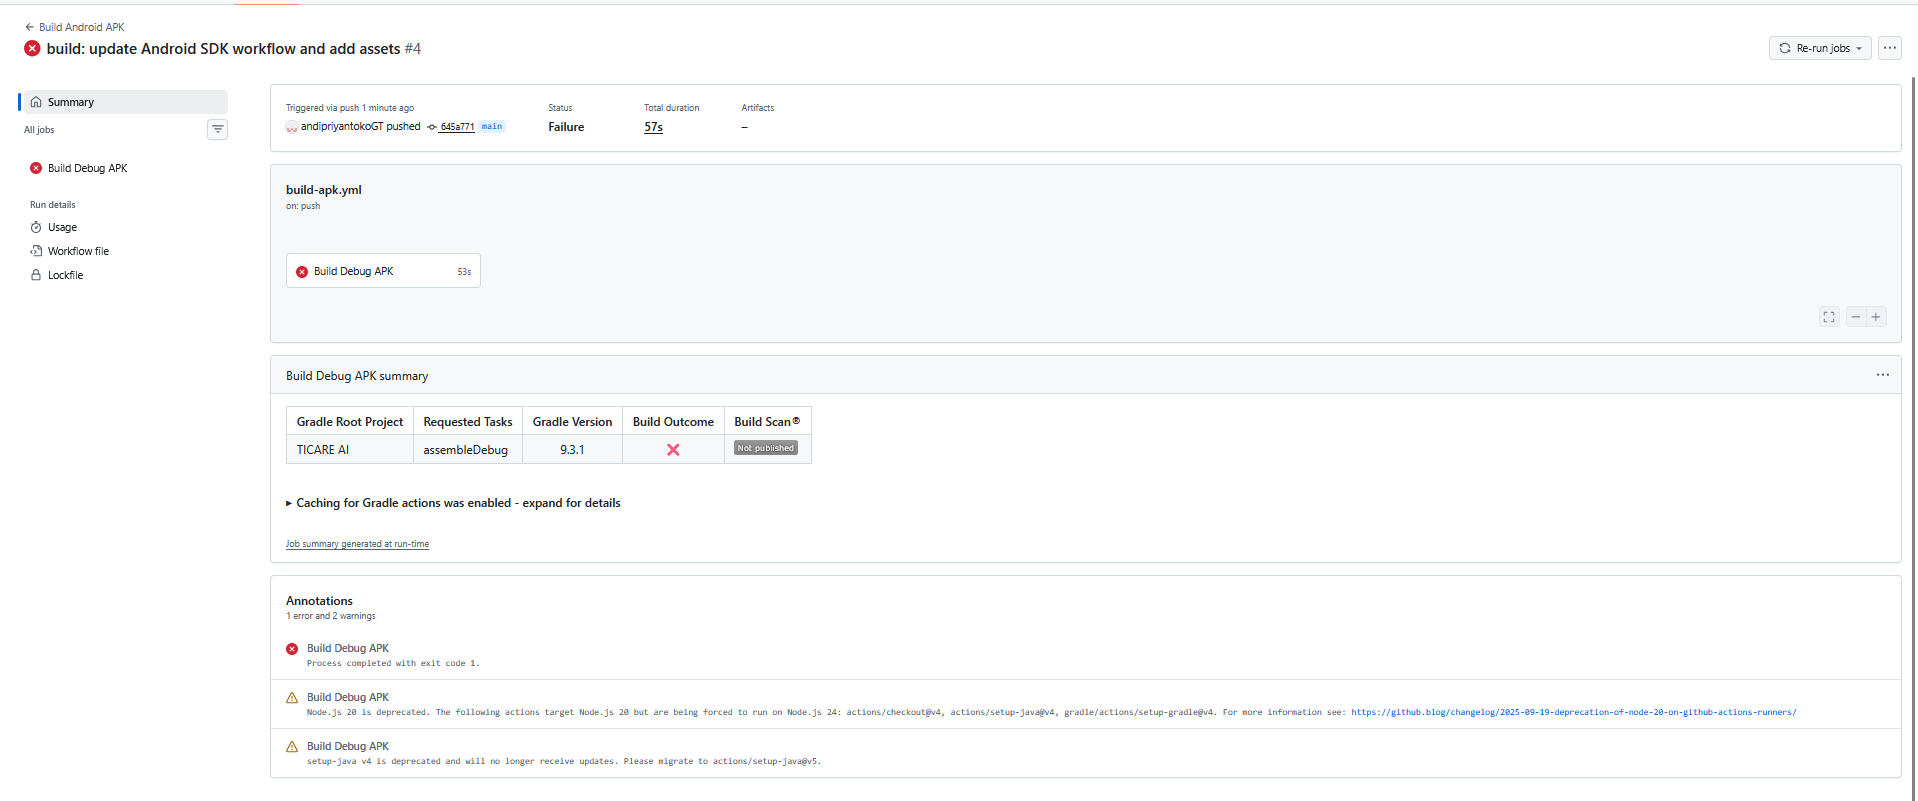 Build Android APK
build: update Android SDK workflow and add assets #4
Re-run jobs
Summary
All jobs
Build Debug APK
Run details
Usage
Workflow file
Lockfile
Triggered via push 1 minute ago
andipriyantokoGT pushed 645a771 main
Status
Failure
Total duration
57s
Artifacts
–
build-apk.yml
on: push
Build Debug APK 53s
Build Debug APK summary
Gradle Root Project Requested Tasks Gradle Version Build Outcome Build Scan®
TICARE AI assembleDebug 9.3.1 Not published
Caching for Gradle actions was enabled - expand for details
Job summary generated at run-time
Annotations
1 error and 2 warnings
Build Debug APK
Process completed with exit code 1.
Build Debug APK
Node.js 20 is deprecated. The following actions target Node.js 20 but are being forced to run on Node.js 24: actions/checkout@v4, actions/setup-java@v4, gradle/actions/setup-gradle@v4. For more information see: https://github.blog/changelog/2025-09-19-deprecation-of-node-20-on-github-actions-runners/
Build Debug APK
setup-java v4 is deprecated and will no longer receive updates. Please migrate to actions/setup-java@v5.